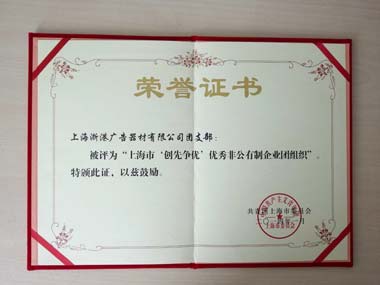 荣誉证书
上海浙港广告器材有限公司团支部：
被评为“上海市‘创先争优’优秀非公有制企业团组织”。
特颁此证，以兹鼓励。
共青团上海市委员会